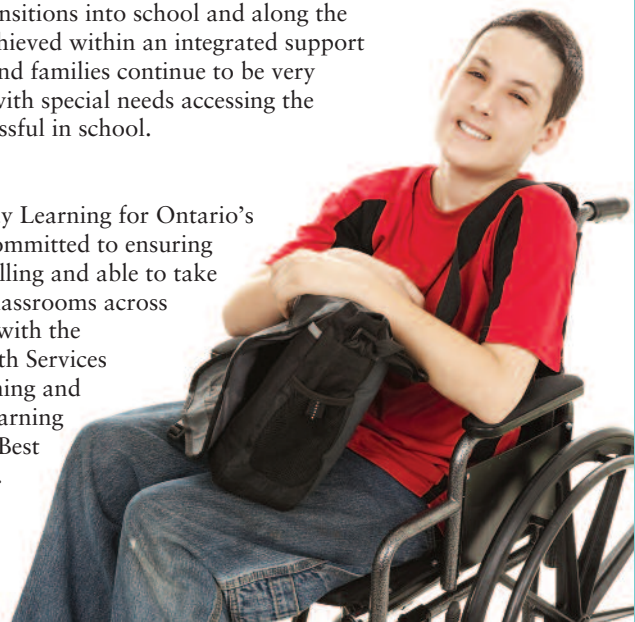 nsitions into school and along the
hieved within an integrated support
nd families continue to be very
with special needs accessing the
essful in school.
y Learning for Ontario's
ommitted to ensuring
lling and able to take
lassrooms across
with the
th Services
ning and
arning
Best
.